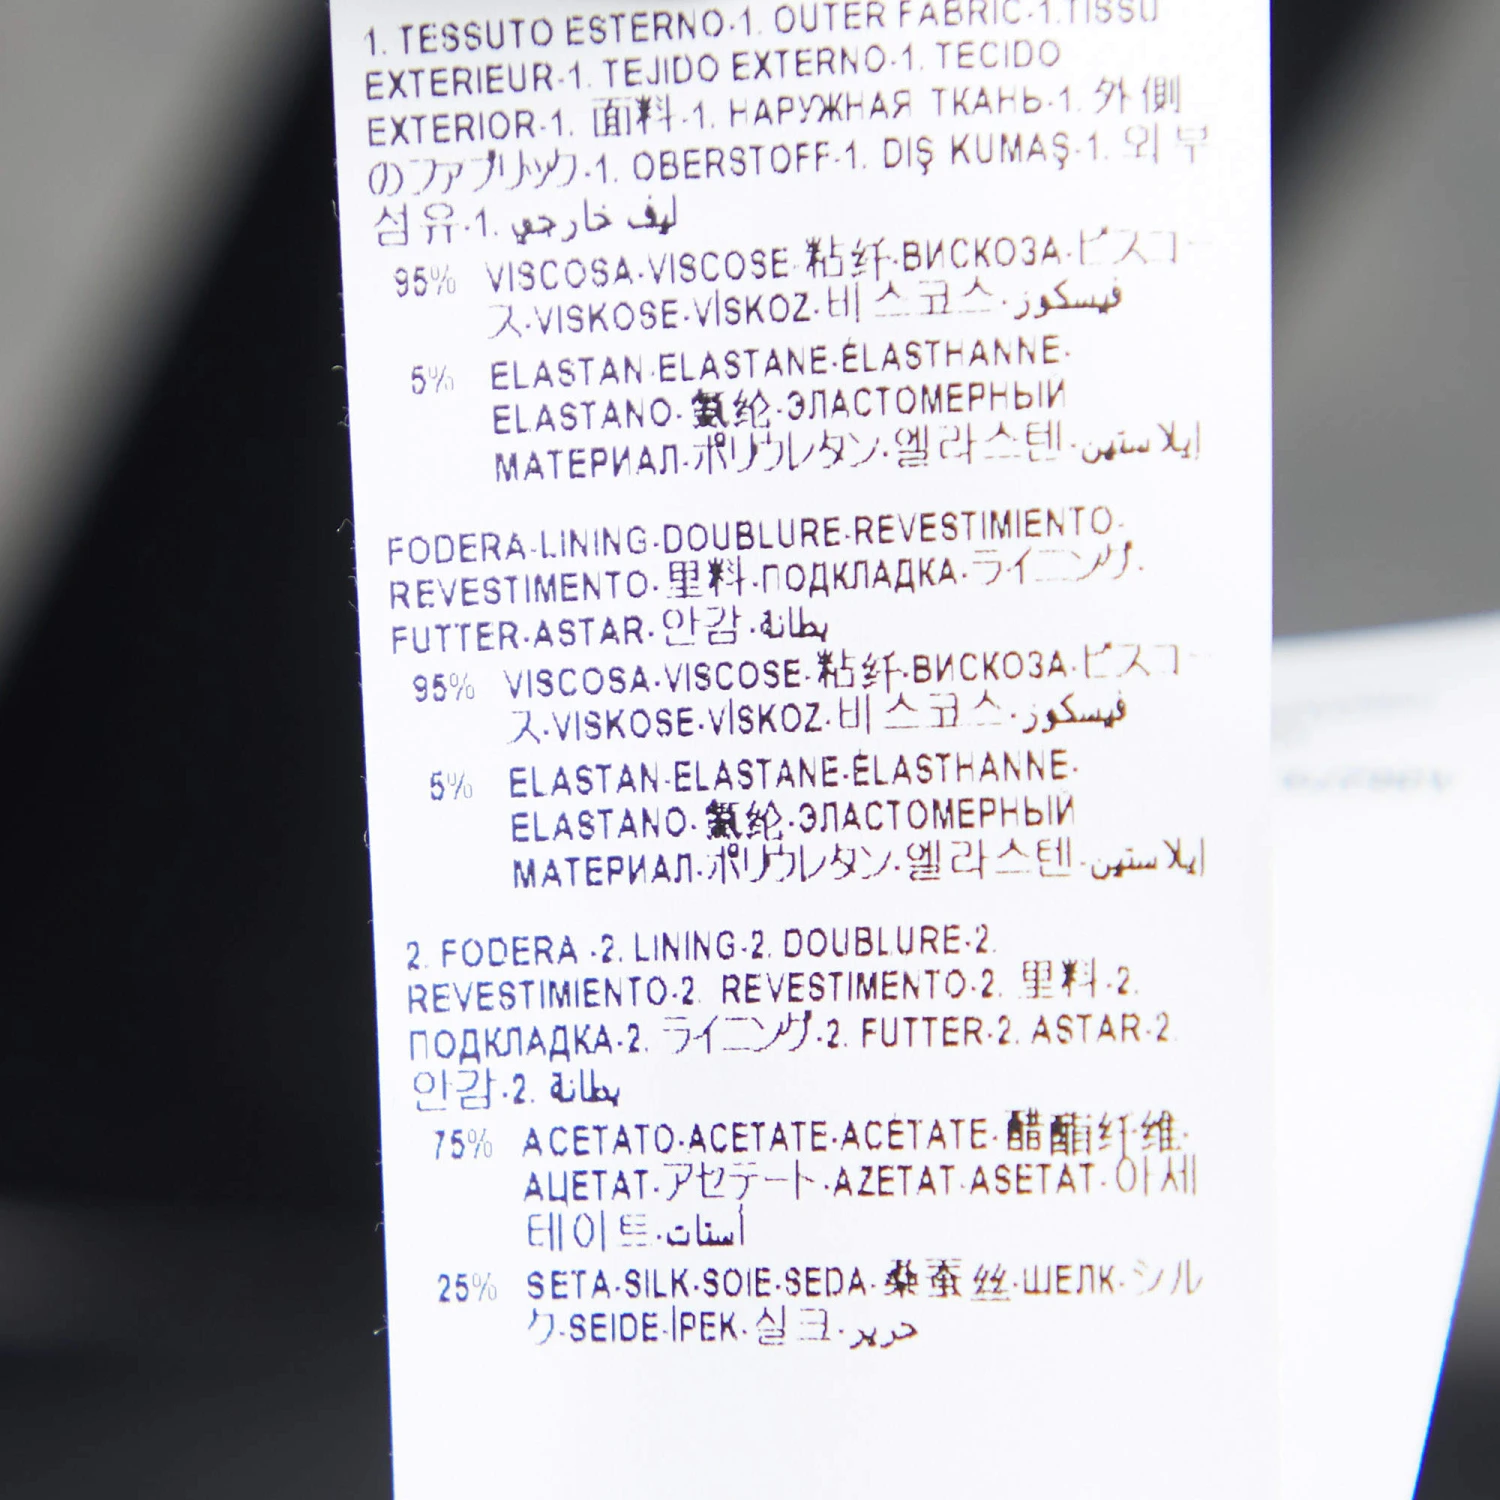 1. TESSUTO ESTERNO·1. OUTER FABRIC·1.TISSU
EXTERIEUR·1. TEJIDO EXTERNO·1. TECIDO
EXTERIOR·1. 面料·1. НАРУЖНАЯ ТКАНЬ·1. 外側
のファブリック·1. OBERSTOFF·1. DIŞ KUMAŞ·1. 외부
섬유·1. ليف خارجي
95% VISCOSA·VISCOSE·粘纤·ВИСКОЗА·ビスコー
ス·VISKOSE·VİSKOZ·비스코스·فيسكوز
5% ELASTAN·ELASTANE·ÉLASTHANNE·
ELASTANO·氨纶·ЭЛАСТОМЕРНЫЙ
МАТЕРИАЛ·ポリウレタン·엘라스텐·إيلاستين
FODERA·LINING·DOUBLURE·REVESTIMIENTO·
REVESTIMENTO·里料·ПОДКЛАДКА·ライニング·
FUTTER·ASTAR·안감·بطانة
95% VISCOSA·VISCOSE·粘纤·ВИСКОЗА·ビスコー
ス·VISKOSE·VİSKOZ·비스코스·فيسكوز
5% ELASTAN·ELASTANE·ÉLASTHANNE·
ELASTANO·氨纶·ЭЛАСТОМЕРНЫЙ
МАТЕРИАЛ·ポリウレタン·엘라스텐·إيلاستين
2. FODERA ·2. LINING·2. DOUBLURE·2.
REVESTIMIENTO·2. REVESTIMENTO·2. 里料·2.
ПОДКЛАДКА·2. ライニング·2. FUTTER·2. ASTAR·2.
안감·2. بطانة
75% ACETATO·ACETATE·ACÉTATE·醋酯纤维·
АЦЕТАТ·アセテート·AZETAT·ASETAT·아세
테이트·أستات
25% SETA·SILK·SOIE·SEDA·桑蚕丝·ШЕЛК·シル
ク·SEIDE·İPEK·실크·حرير